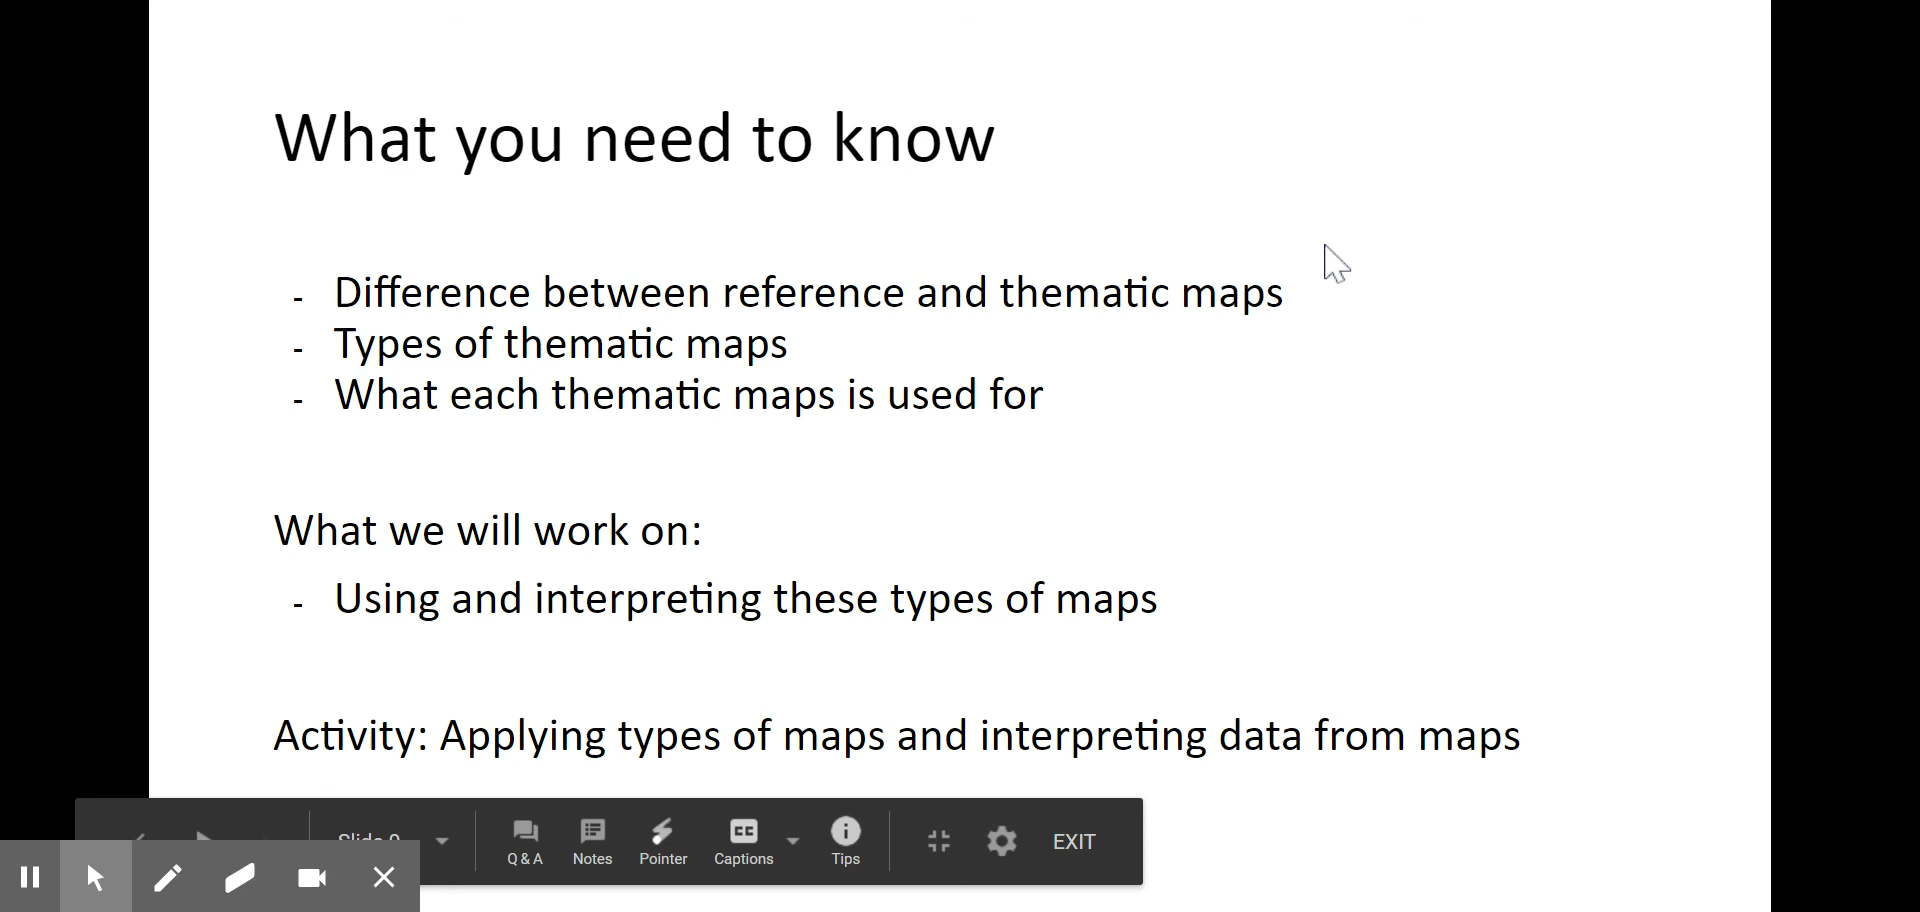 What you need to know
- Difference between reference and thematic maps
- Types of thematic maps
- What each thematic maps is used for
What we will work on:
- Using and interpreting these types of maps
Activity: Applying types of maps and interpreting data from maps
Slide
Q & A Notes Pointer Captions Tips EXIT
CC